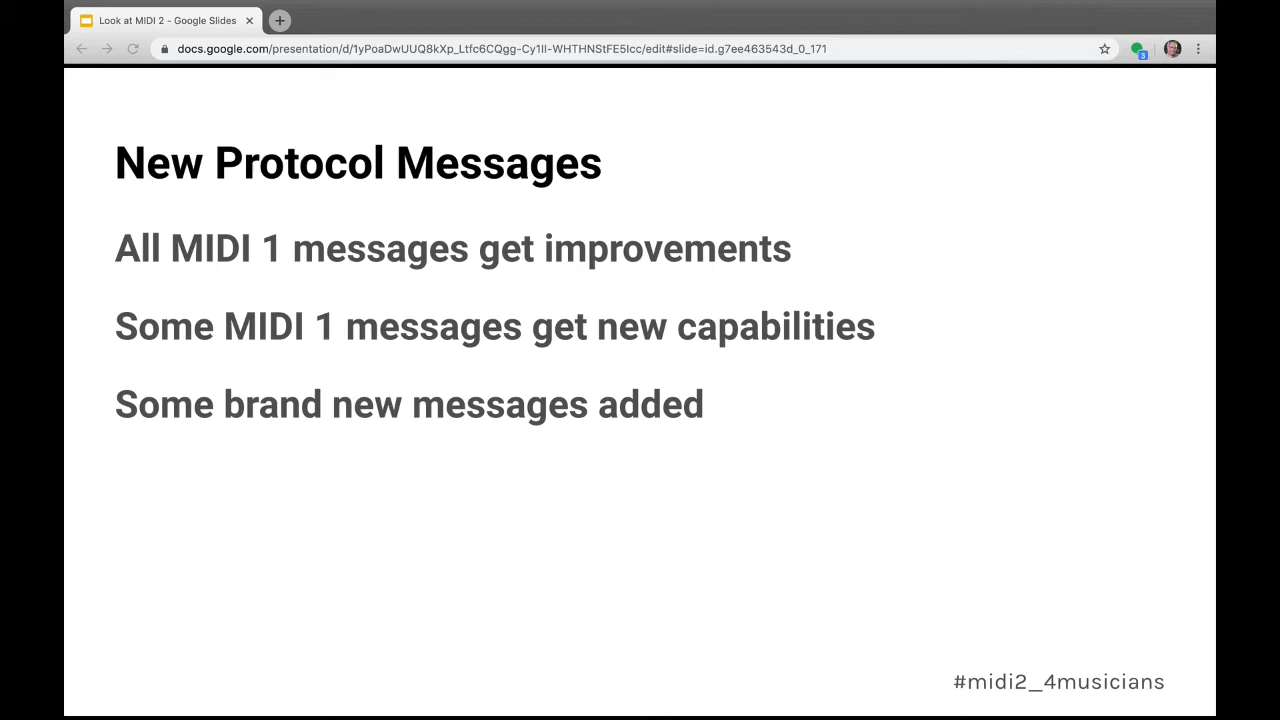 Look at MIDI 2 - Google Slides
docs.google.com/presentation/d/1yPoaDwUUQ8kXp_Ltfc6CQgg-Cy1Il-WHTHNStFE5Icc/edit#slide=id.g7ee463543d_0_171
3
New Protocol Messages
All MIDI 1 messages get improvements
Some MIDI 1 messages get new capabilities
Some brand new messages added
#midi2_4musicians